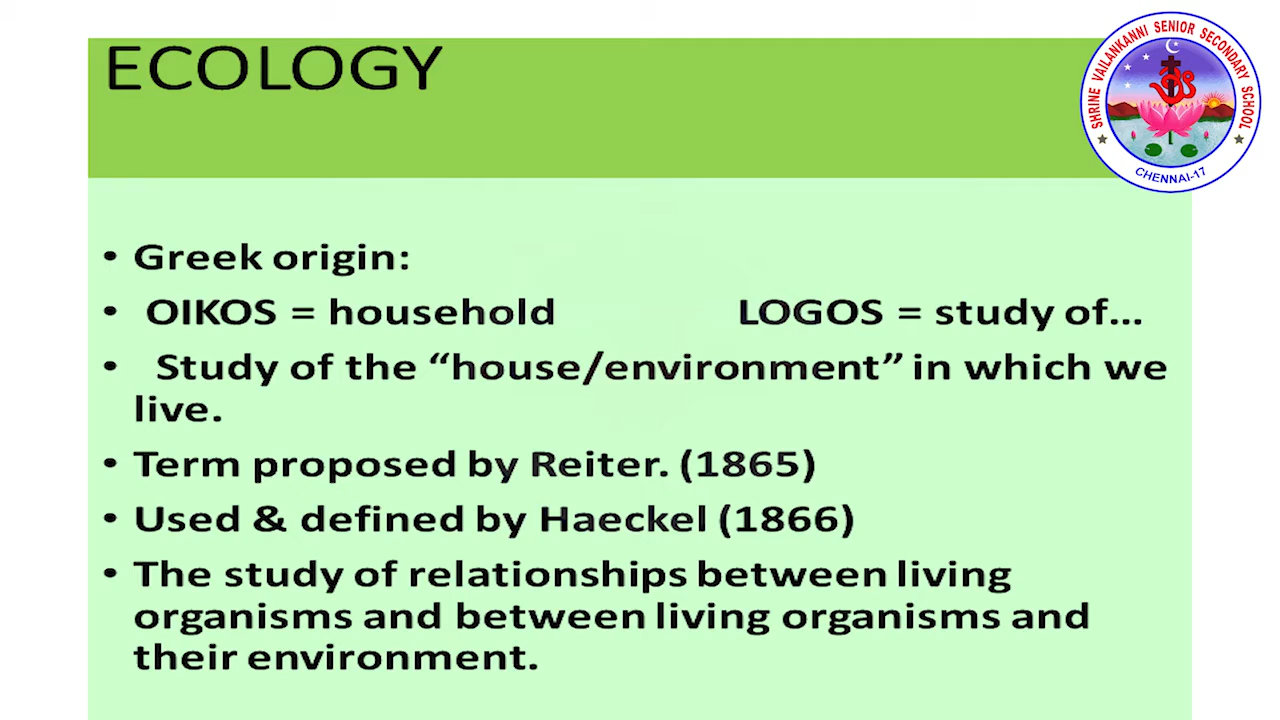 ECOLOGY
SHRINE VAILANKANNI SENIOR SECONDARY SCHOOL
CHENNAI-17
• Greek origin:
• OIKOS = household LOGOS = study of...
• Study of the “house/environment” in which we
live.
• Term proposed by Reiter. (1865)
• Used & defined by Haeckel (1866)
• The study of relationships between living
organisms and between living organisms and
their environment.